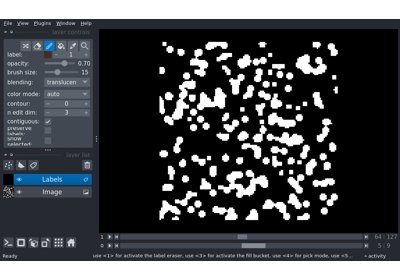 File View Plugins Window Help
layer controls
label: 1
opacity: 0.70
brush size: 15
blending: translucen
color mode: auto
contour: 0
n edit dim: 3
contiguous:
preserve
labels:
show
selected:
layer list
Labels
Image
1 64 127
0 5 9
Ready use <1> for activate the label eraser, use <3> for activate the fill bucket, use <4> for pick mode, use <5... activity